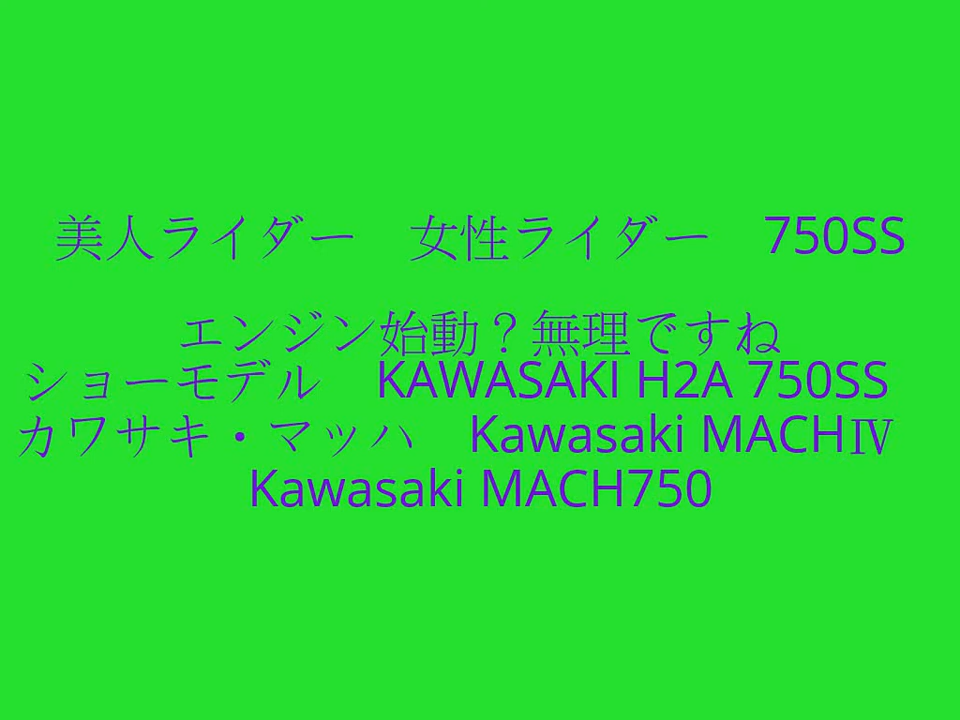 美人ライダー　女性ライダー　750SS
エンジン始動？無理ですね
ショーモデル　KAWASAKI H2A 750SS
カワサキ・マッハ　Kawasaki MACHⅣ
Kawasaki MACH750